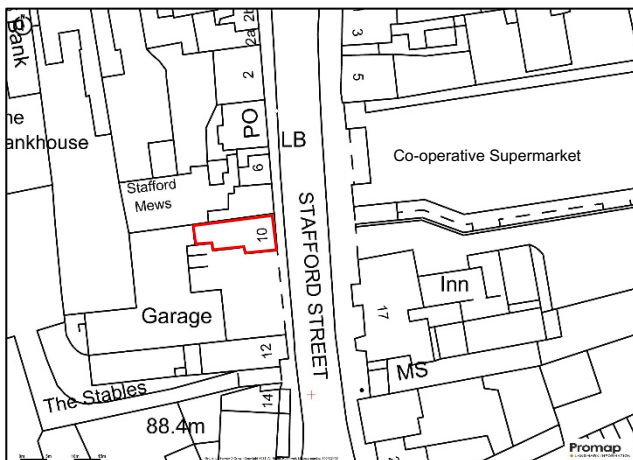 Bank
2b
2a
3
2
5
PO
LB
Co-operative Supermarket
6
Stafford
Mews
10
STAFFORD STREET
Inn
Garage
17
12
MS
The Stables
14
88.4m
Promap